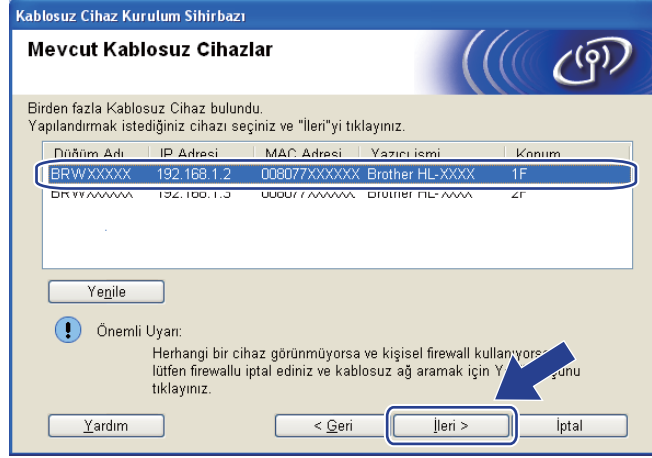 Kablosuz Cihaz Kurulum Sihirbazı
Mevcut Kablosuz Cihazlar
Birden fazla Kablosuz Cihaz bulundu.
Yapılandırmak istediğiniz cihazı seçiniz ve "İleri"yi tıklayınız.
Düğüm Adı IP Adresi MAC Adresi Yazıcı ismi Konum
BRWXXXXX 192.168.1.2 008077XXXXXX Brother HL-XXXX 1F
BRWXXXXX 192.168.1.3 008077XXXXXX Brother HL-XXXX 2F
Yenile
Önemli Uyarı:
Herhangi bir cihaz görünmüyorsa ve kişisel firewall kullanıyorsa
lütfen firewallu iptal ediniz ve kablosuz ağ aramak için
tıklayınız.
Yardım < Geri İleri > İptal